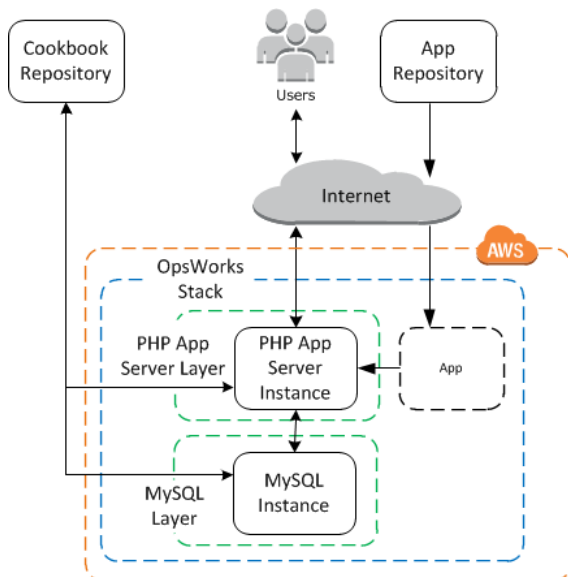 Cookbook
Repository
Users
App
Repository
Internet
AWS
OpsWorks
Stack
PHP App
Server Layer
PHP App
Server
Instance
App
MySQL
Layer
MySQL
Instance